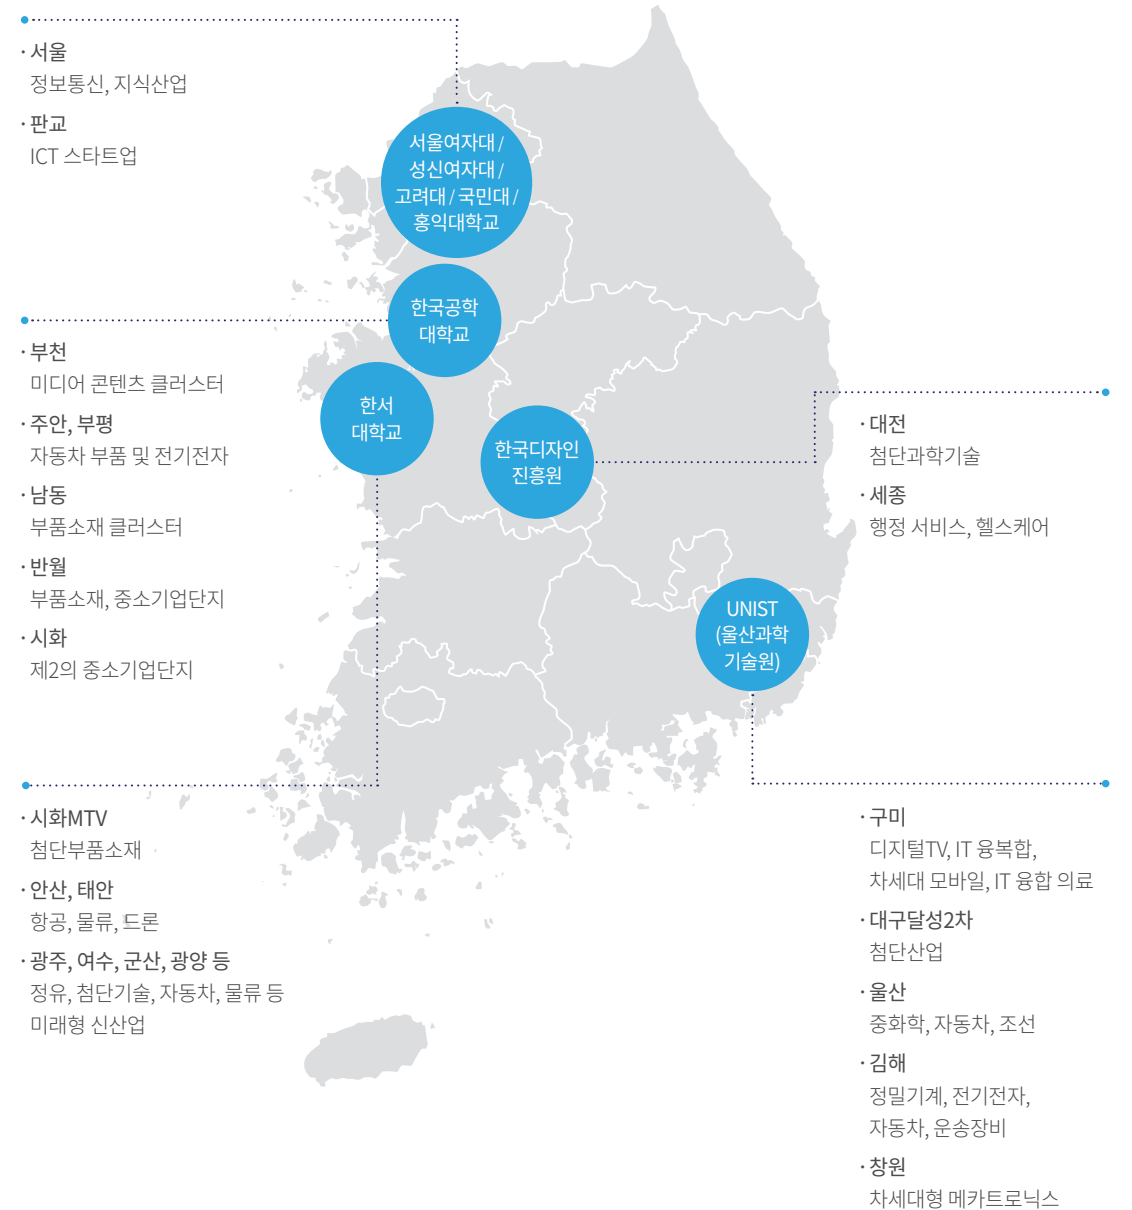 · 서울
정보통신, 지식산업
· 판교
ICT 스타트업
서울여자대 /
성신여자대 /
고려대 / 국민대 /
홍익대학교
한국공학
대학교
· 부천
미디어 콘텐츠 클러스터
· 주안, 부평
자동차 부품 및 전기전자
· 남동
부품소재 클러스터
· 반월
부품소재, 중소기업단지
· 시화
제2의 중소기업단지
한서
대학교
한국디자인
진흥원
· 대전
첨단과학기술
· 세종
행정 서비스, 헬스케어
UNIST
(울산과학
기술원)
· 시화MTV
첨단부품소재
· 안산, 태안
항공, 물류, 드론
· 광주, 여수, 군산, 광양 등
정유, 첨단기술, 자동차, 물류 등
미래형 신산업
· 구미
디지털TV, IT 융복합,
차세대 모바일, IT 융합 의료
· 대구달성2차
첨단산업
· 울산
중화학, 자동차, 조선
· 김해
정밀기계, 전기전자,
자동차, 운송장비
· 창원
차세대형 메카트로닉스